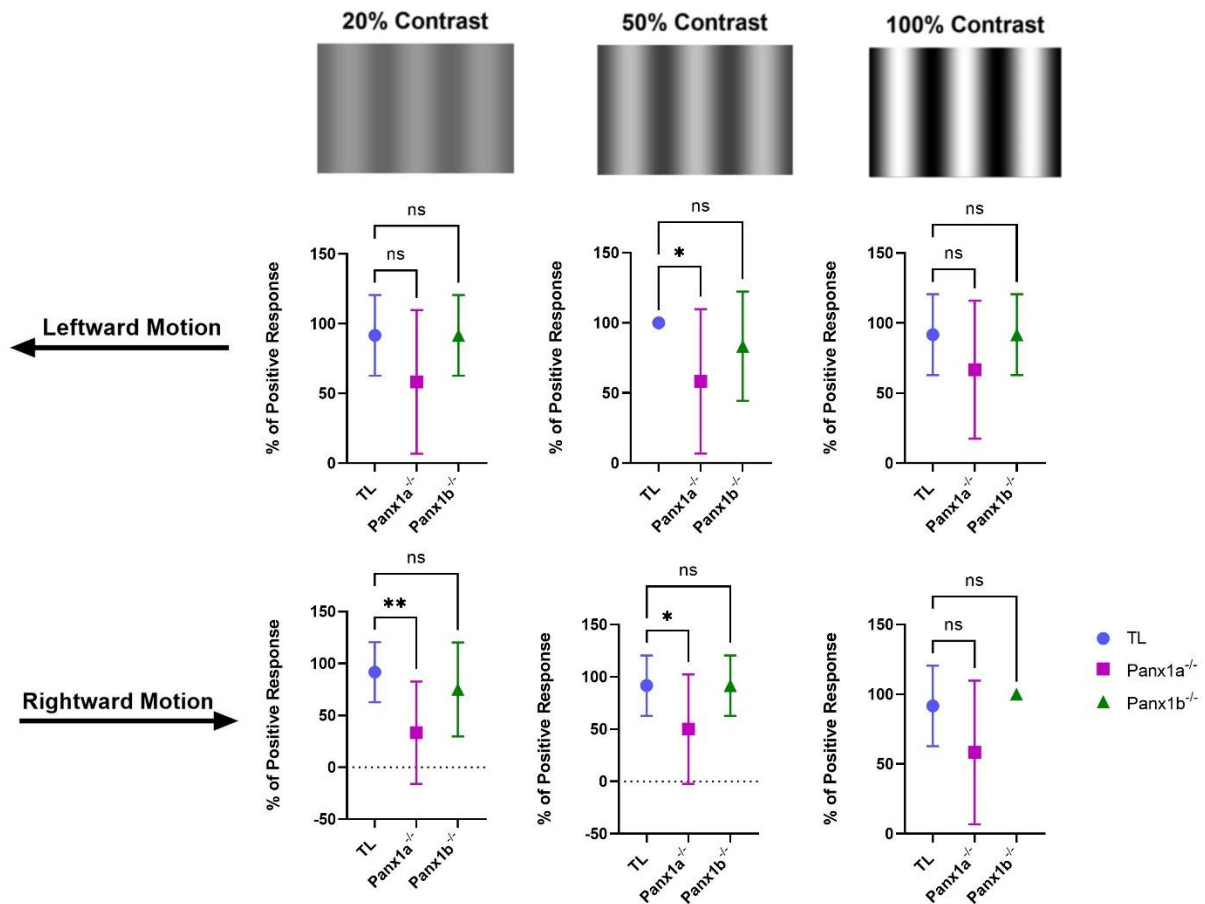 20% Contrast
50% Contrast
100% Contrast
Leftward Motion
ns
ns
150
100
50
0
% of Positive Response
TL
Panx1a-/-
Panx1b-/-
ns
*
150
100
50
0
% of Positive Response
TL
Panx1a-/-
Panx1b-/-
ns
ns
150
100
50
0
% of Positive Response
TL
Panx1a-/-
Panx1b-/-
Rightward Motion
ns
**
150
100
50
0
-50
% of Positive Response
TL
Panx1a-/-
Panx1b-/-
ns
*
150
100
50
0
-50
% of Positive Response
TL
Panx1a-/-
Panx1b-/-
ns
ns
150
100
50
0
% of Positive Response
TL
Panx1a-/-
Panx1b-/-
TL
Panx1a-/-
Panx1b-/-